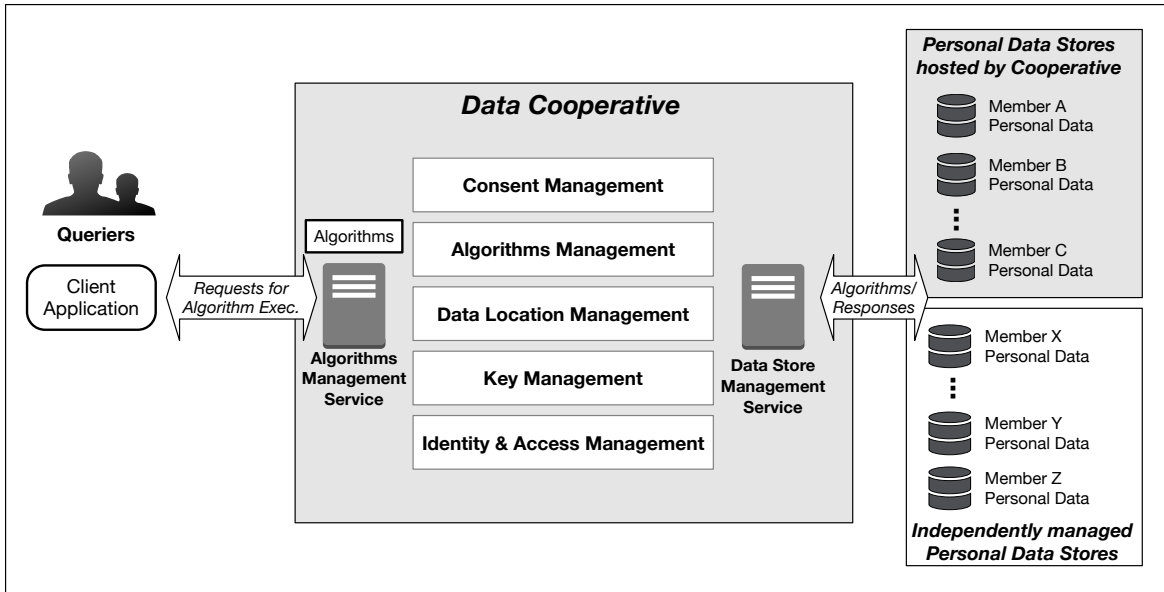 Queriers
Client
Application
Requests for
Algorithm Exec.
Data Cooperative
Algorithms
Algorithms
Management
Service
Consent Management
Algorithms Management
Data Location Management
Key Management
Identity & Access Management
Data Store
Management
Service
Algorithms/
Responses
Personal Data Stores
hosted by Cooperative
Member A
Personal Data
Member B
Personal Data
Member C
Personal Data
Member X
Personal Data
Member Y
Personal Data
Member Z
Personal Data
Independently managed
Personal Data Stores